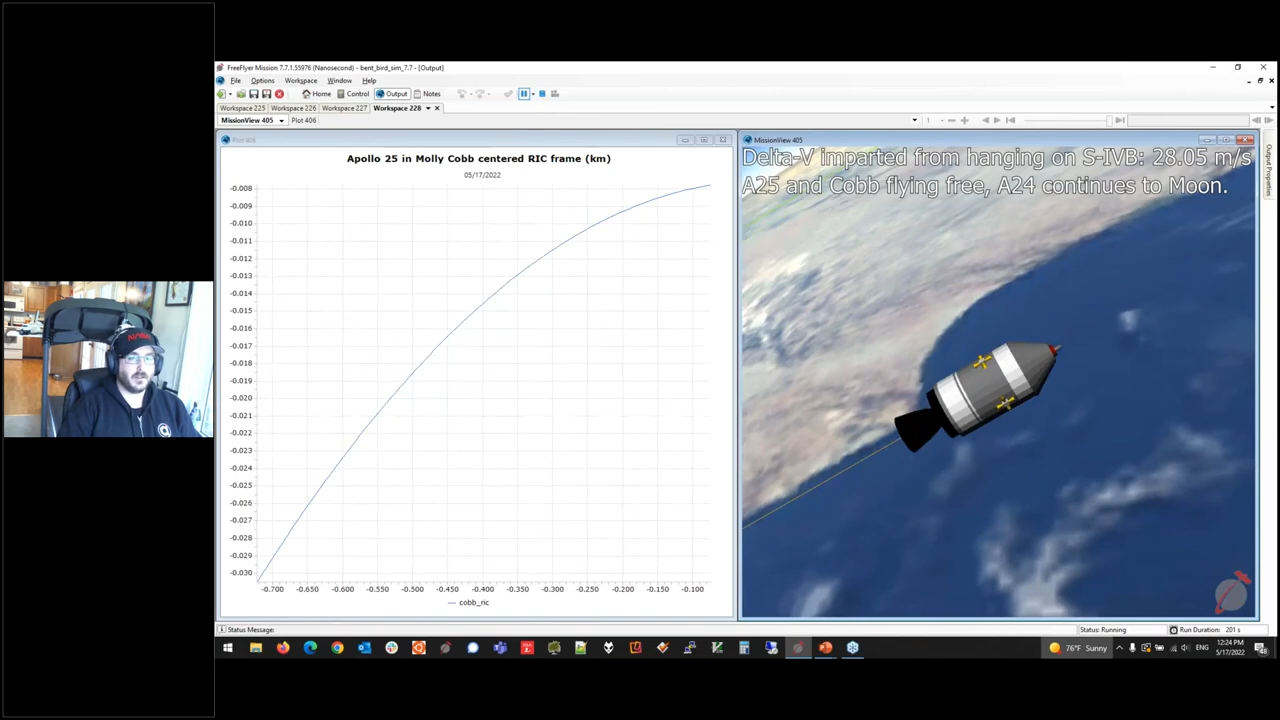 FreeFlyer Mission 7.7.1.55976 (Nanosecond) - bent_bird_sim_7.7 - [Output]
File Options Workspace Window Help
Home Control Output Notes
Workspace 225 Workspace 226 Workspace 227 Workspace 228
MissionView 405 Plot 406 1
Plot 406
MissionView 405
Apollo 25 in Molly Cobb centered RIC frame (km)
05/17/2022
Delta-V imparted from hanging on S-IVB: 28.05 m/s
A25 and Cobb flying free, A24 continues to Moon.
Output Properties
-0.008
-0.009
-0.010
-0.011
-0.012
-0.013
-0.014
-0.015
-0.016
-0.017
-0.018
-0.019
-0.020
-0.021
-0.022
-0.023
-0.024
-0.025
-0.026
-0.027
-0.028
-0.029
-0.030
-0.700 -0.650 -0.600 -0.550 -0.500 -0.450 -0.400 -0.350 -0.300 -0.250 -0.200 -0.150 -0.100
cobb_ric
Status Message: Status: Running Run Duration: 201 s
76°F Sunny ENG 12:24 PM
5/17/2022